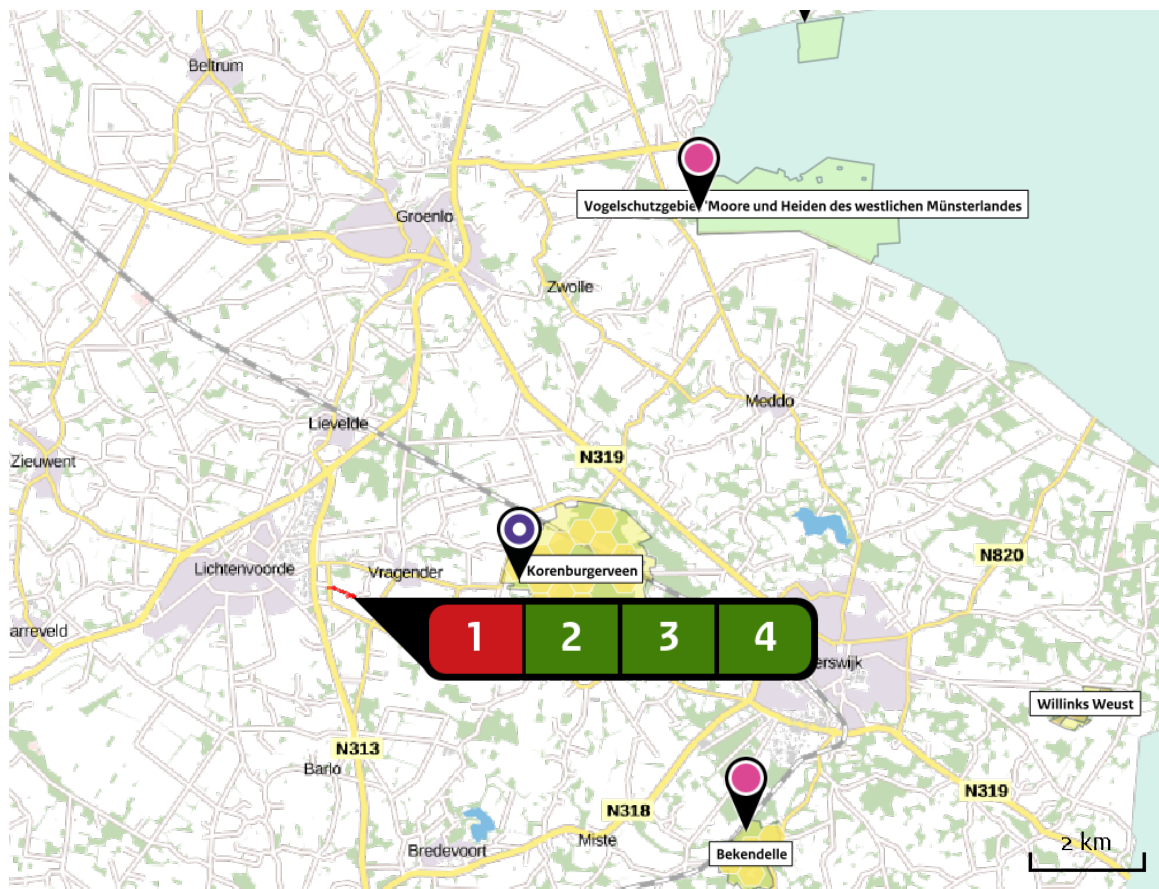 Beltrum
Vogelschutzgebiet 'Moore und Heiden des westlichen Münsterlandes
Groenlo
Zwolle
Meddo
Lievelde
N319
Zieuwent
N820
Lichtenvoorde
Vragender
Korenburgerveen
arreveld
1
2
3
4
erswijk
Willinks Weust
N313
Barlo
N319
N318
Miste
2 km
Bredevoort
Bekendelle